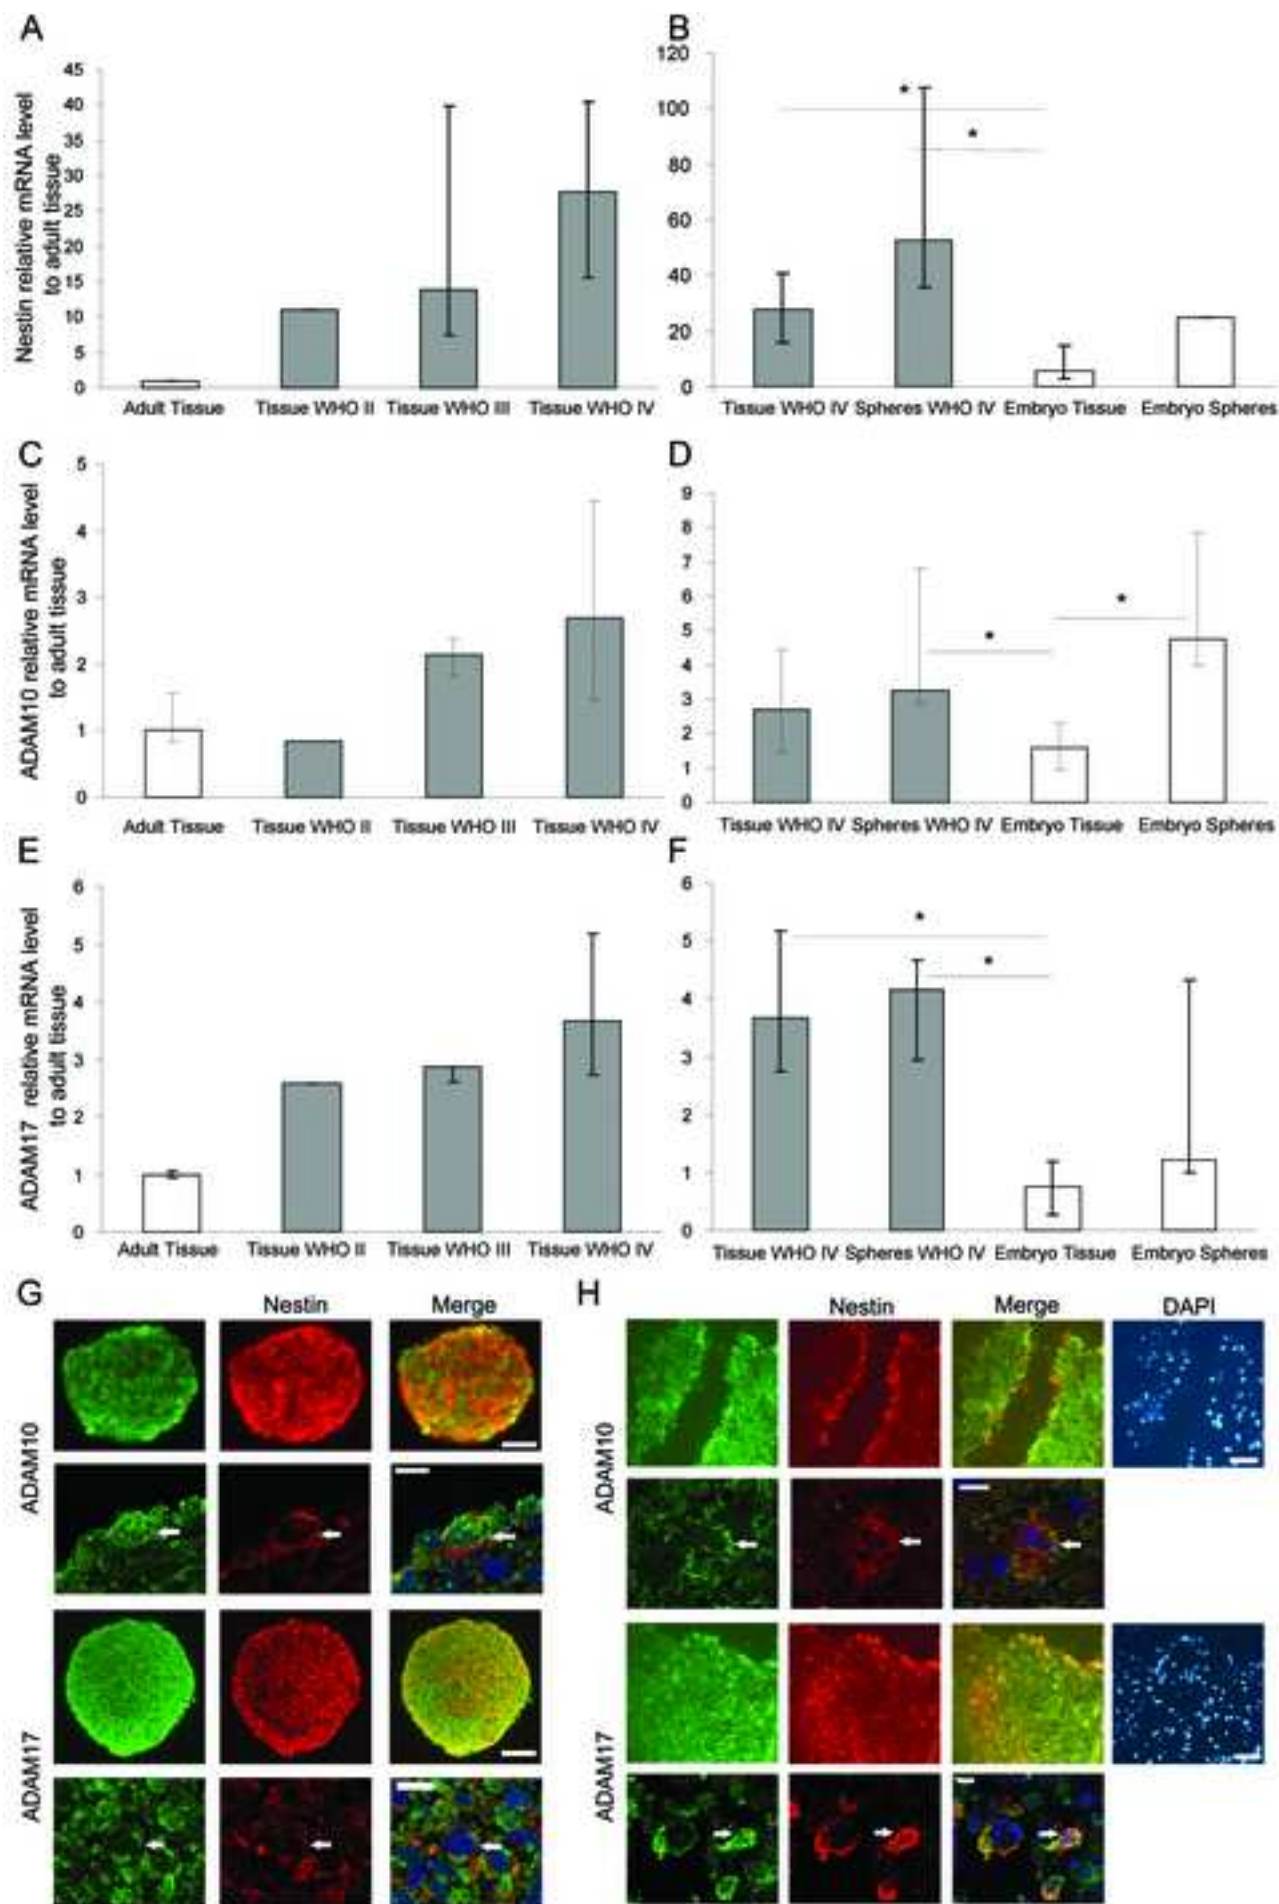 A
Nestin relative mRNA level
to adult tissue
45
40
35
30
25
20
15
10
5
0
Adult Tissue Tissue WHO II Tissue WHO III Tissue WHO IV
B
120
100
80
60
40
20
0
*
*
Tissue WHO IV Spheres WHO IV Embryo Tissue Embryo Spheres
C
ADAM10 relative mRNA level
to adult tissue
5
4
3
2
1
0
Adult Tissue Tissue WHO II Tissue WHO III Tissue WHO IV
D
9
8
7
6
5
4
3
2
1
0
*
*
Tissue WHO IV Spheres WHO IV Embryo Tissue Embryo Spheres
E
ADAM17 relative mRNA level
to adult tissue
6
5
4
3
2
1
0
Adult Tissue Tissue WHO II Tissue WHO III Tissue WHO IV
F
6
5
4
3
2
1
0
*
*
Tissue WHO IV Spheres WHO IV Embryo Tissue Embryo Spheres
G
Nestin Merge
ADAM10
ADAM17
H
Nestin Merge DAPI
ADAM10
ADAM17